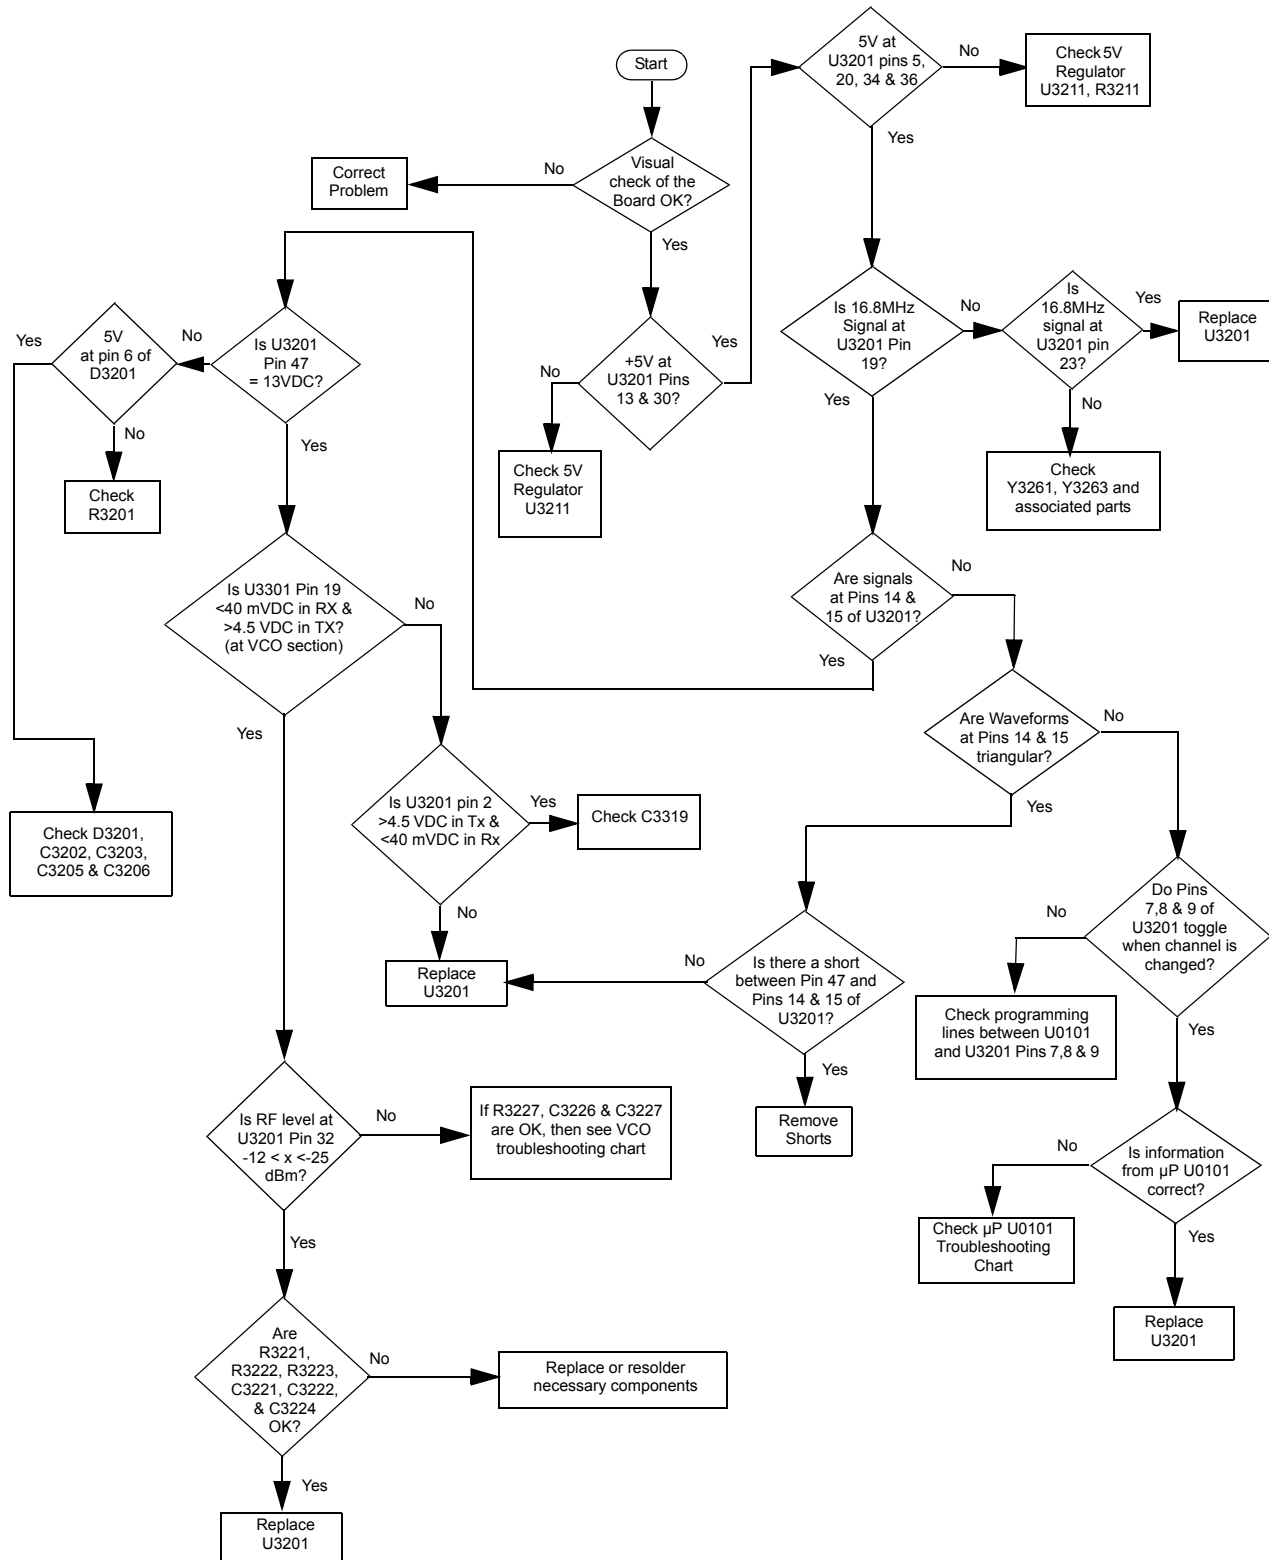 Start
Visual
check of the
Board OK?
No
Correct
Problem
Yes
+5V at
U3201 Pins
13 & 30?
No
Check 5V
Regulator
U3211
Yes
5V at
U3201 pins 5,
20, 34 & 36
No
Check 5V
Regulator
U3211, R3211
Yes
Is 16.8MHz
Signal at
U3201 Pin
19?
No
Is
16.8MHz
signal at
U3201 pin
23?
Yes
Replace
U3201
No
Check
Y3261, Y3263 and
associated parts
Yes
Are signals
at Pins 14 &
15 of U3201?
No
Yes
Are Waveforms
at Pins 14 & 15
triangular?
No
Yes
Is there a short
between Pin 47 and
Pins 14 & 15 of
U3201?
No
Yes
Remove
Shorts
Do Pins
7,8 & 9 of
U3201 toggle
when channel is
changed?
No
Check programming
lines between U0101
and U3201 Pins 7,8 & 9
Yes
Is information
from µP U0101
correct?
No
Check µP U0101
Troubleshooting
Chart
Yes
Replace
U3201
Is U3201
Pin 47
= 13VDC?
No
5V
at pin 6 of
D3201
Yes
No
Check
R3201
Check D3201,
C3202, C3203,
C3205 & C3206
Yes
Is U3301 Pin 19
<40 mVDC in RX &
>4.5 VDC in TX?
(at VCO section)
No
Is U3201 pin 2
>4.5 VDC in Tx &
<40 mVDC in Rx
Yes
Check C3319
No
Replace
U3201
Yes
Is RF level at
U3201 Pin 32
-12 < x <-25
dBm?
No
If R3227, C3226 & C3227
are OK, then see VCO
troubleshooting chart
Yes
Are
R3221,
R3222, R3223,
C3221, C3222,
& C3224
OK?
No
Replace or resolder
necessary components
Yes
Replace
U3201